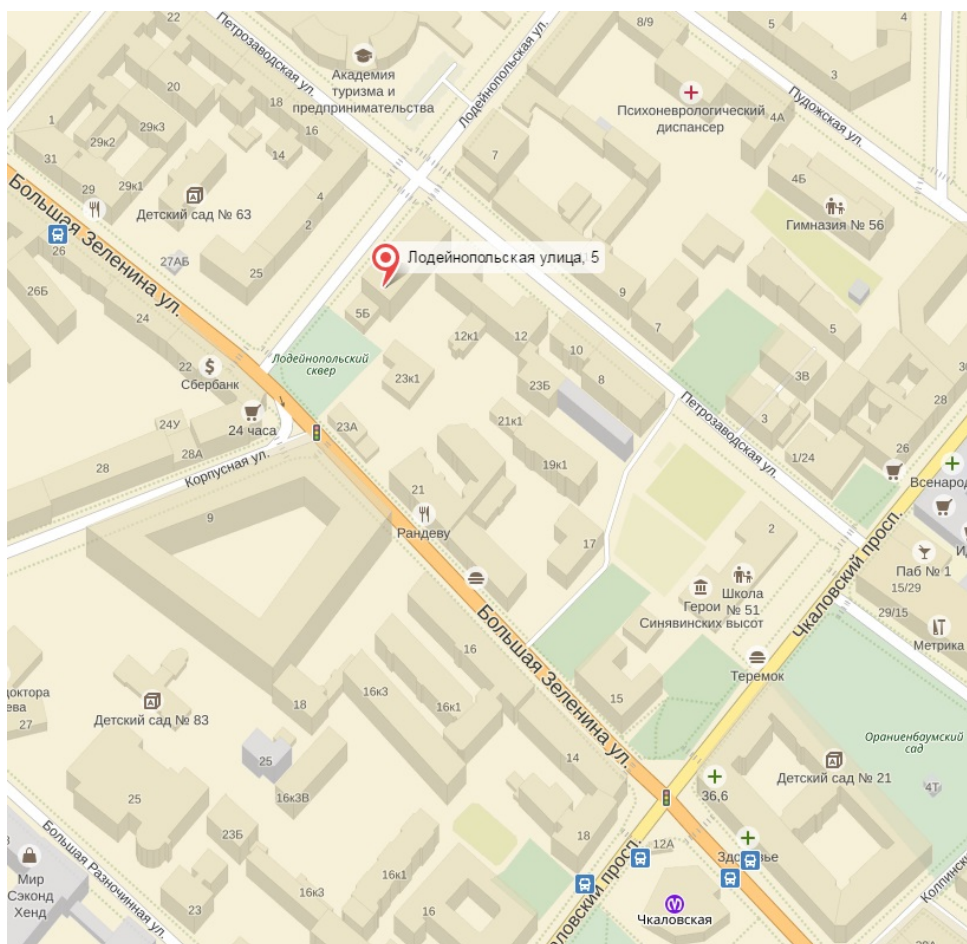 22
Петрозаводская ул.
Лодейнопольская ул.
8/9
5
4
3
20
Академия
туризма и
предпринимательства
18
16
Психоневрологический
диспансер
4А
Пудожская ул.
1
29к3
29к2
14
7
31
29
29к1
4
Детский сад № 63
2
4Б
Гимназия № 56
Большая Зеленина ул.
26
27АБ
25
Лодейнопольская улица, 5
26Б
24
5Б
9
7
5
12к1
12
10
Лодейнопольский
сквер
22
Сбербанк
23к1
23Б
8
3В
28
24 часа
24У
23А
21к1
Петрозаводская ул.
3
28А
28
Корпусная ул.
19к1
1/24
26
Всенарод
9
21
Рандеву
17
2
Чкаловский просп.
Паб № 1
15/29
Герои
Синявинских высот
Школа
№ 51
29/15
Метрика
16
Большая Зеленина ул.
Теремок
доктора
ева
27
Детский сад № 83
18
16к3
16к1
15
Ораниенбаумский
сад
25
14
Детский сад № 21
36,6
4Т
16к3В
25
23Б
Большая Разночинная ул.
18
12А
Мир
Сэконд
Хенд
16к1
16к3
16
23
Чкаловский просп.
Чкаловская
Колпинск